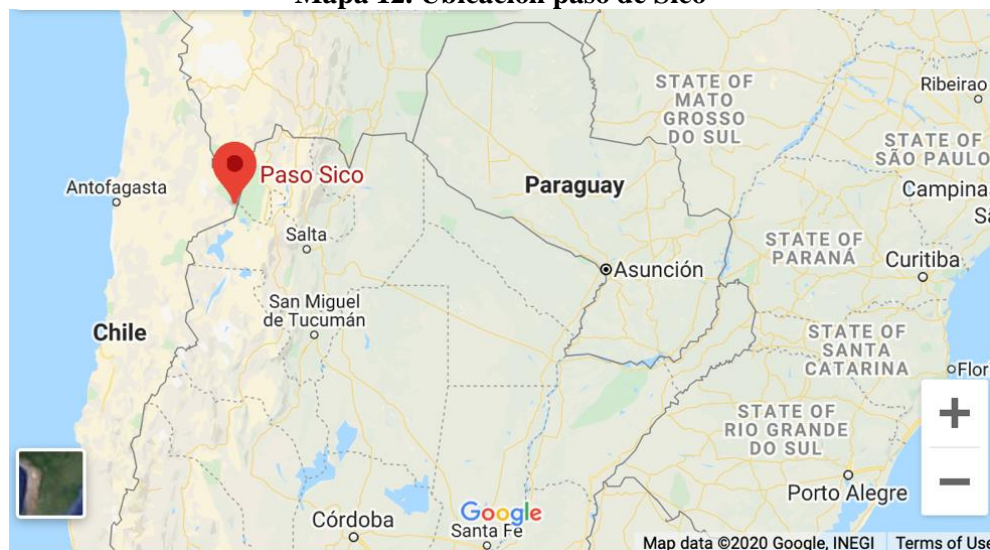 Mapa 12. Ubicación paso de Sico
STATE OF
MATO
GROSSO
DO SUL
Ribeirao
STATE OF
SÃO PAULO
Paso Sico
Antofagasta
Paraguay
Campina
Sã
Salta
STATE OF
PARANÁ
Curitiba
Asunción
San Miguel
de Tucumán
Chile
STATE OF
SANTA
CATARINA
Flor
STATE OF
RIO GRANDE
DO SUL
+
−
Porto Alegre
Córdoba
Google
Santa Fe
Map data ©2020 Google, INEGI
Terms of Use